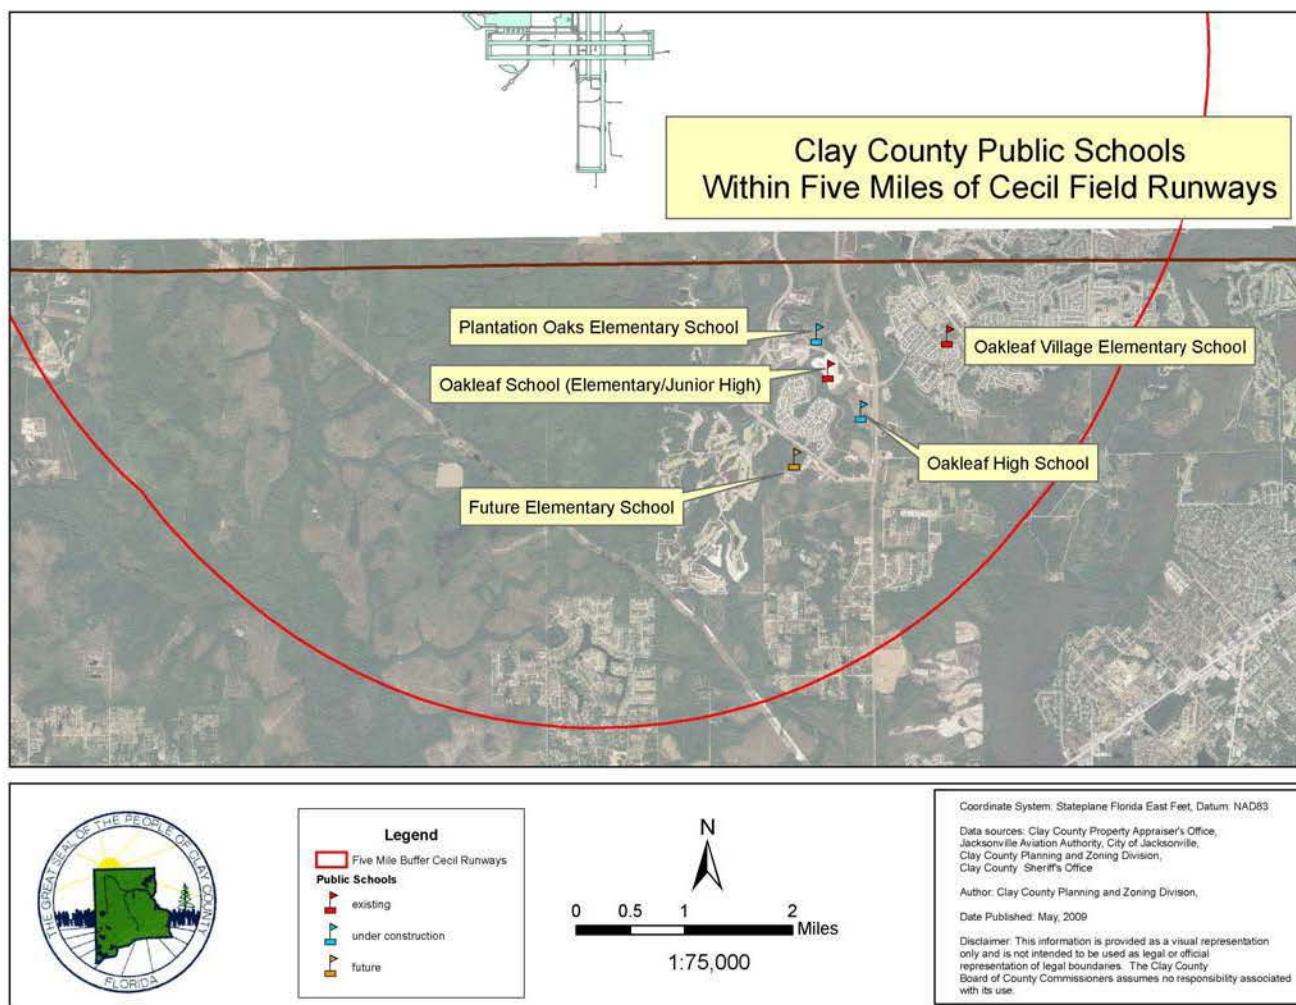 Clay County Public Schools
Within Five Miles of Cecil Field Runways
Plantation Oaks Elementary School
Oakleaf Village Elementary School
Oakleaf School (Elementary/Junior High)
Oakleaf High School
Future Elementary School
THE GREAT SEAL OF THE PEOPLE OF CLAY COUNTY
FLORIDA
Legend
Five Mile Buffer Cecil Runways
Public Schools
existing
under construction
future
N
0 0.5 1 2
Miles
1:75,000
Coordinate System: Stateplane Florida East Feet, Datum: NAD83
Data sources: Clay County Property Appraiser's Office,
Jacksonville Aviation Authority, City of Jacksonville,
Clay County Planning and Zoning Division,
Clay County Sheriff's Office
Author: Clay County Planning and Zoning Divison,
Date Published: May, 2009
Disclaimer: This information is provided as a visual representation
only and is not intended to be used as legal or official
representation of legal boundaries. The Clay County
Board of County Commissioners assumes no responsibility associated
with its use.